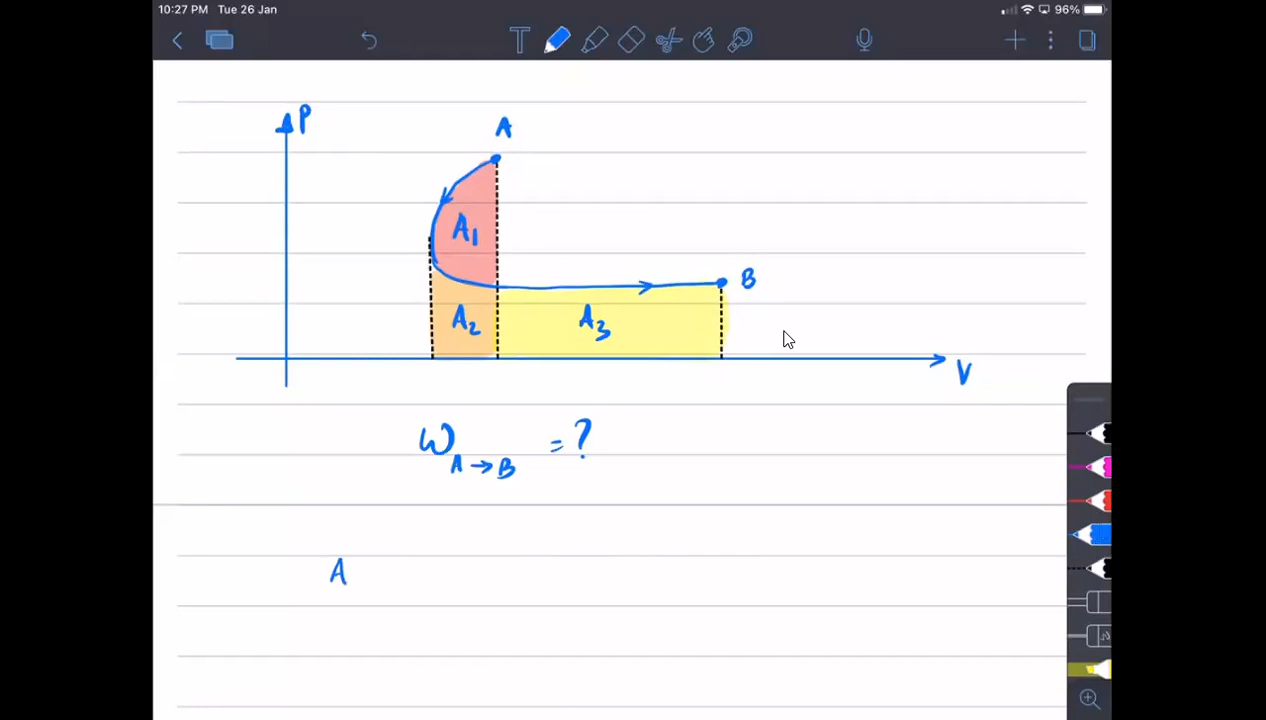 10:27 PM Tue 26 Jan
96%
T
P
A
A1
B
A2
A3
V
W A→B = ?
A